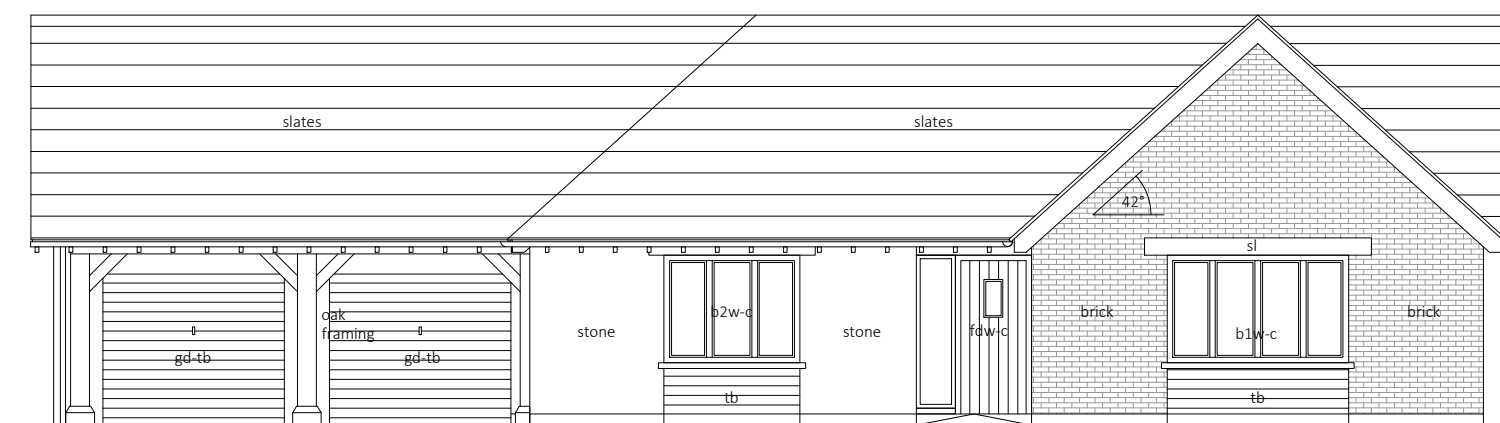 slates
slates
42°
sl
oak
framing
b2w-c
brick
brick
stone
stone
fdw-c
b1w-c
gd-tb
gd-tb
tb
tb